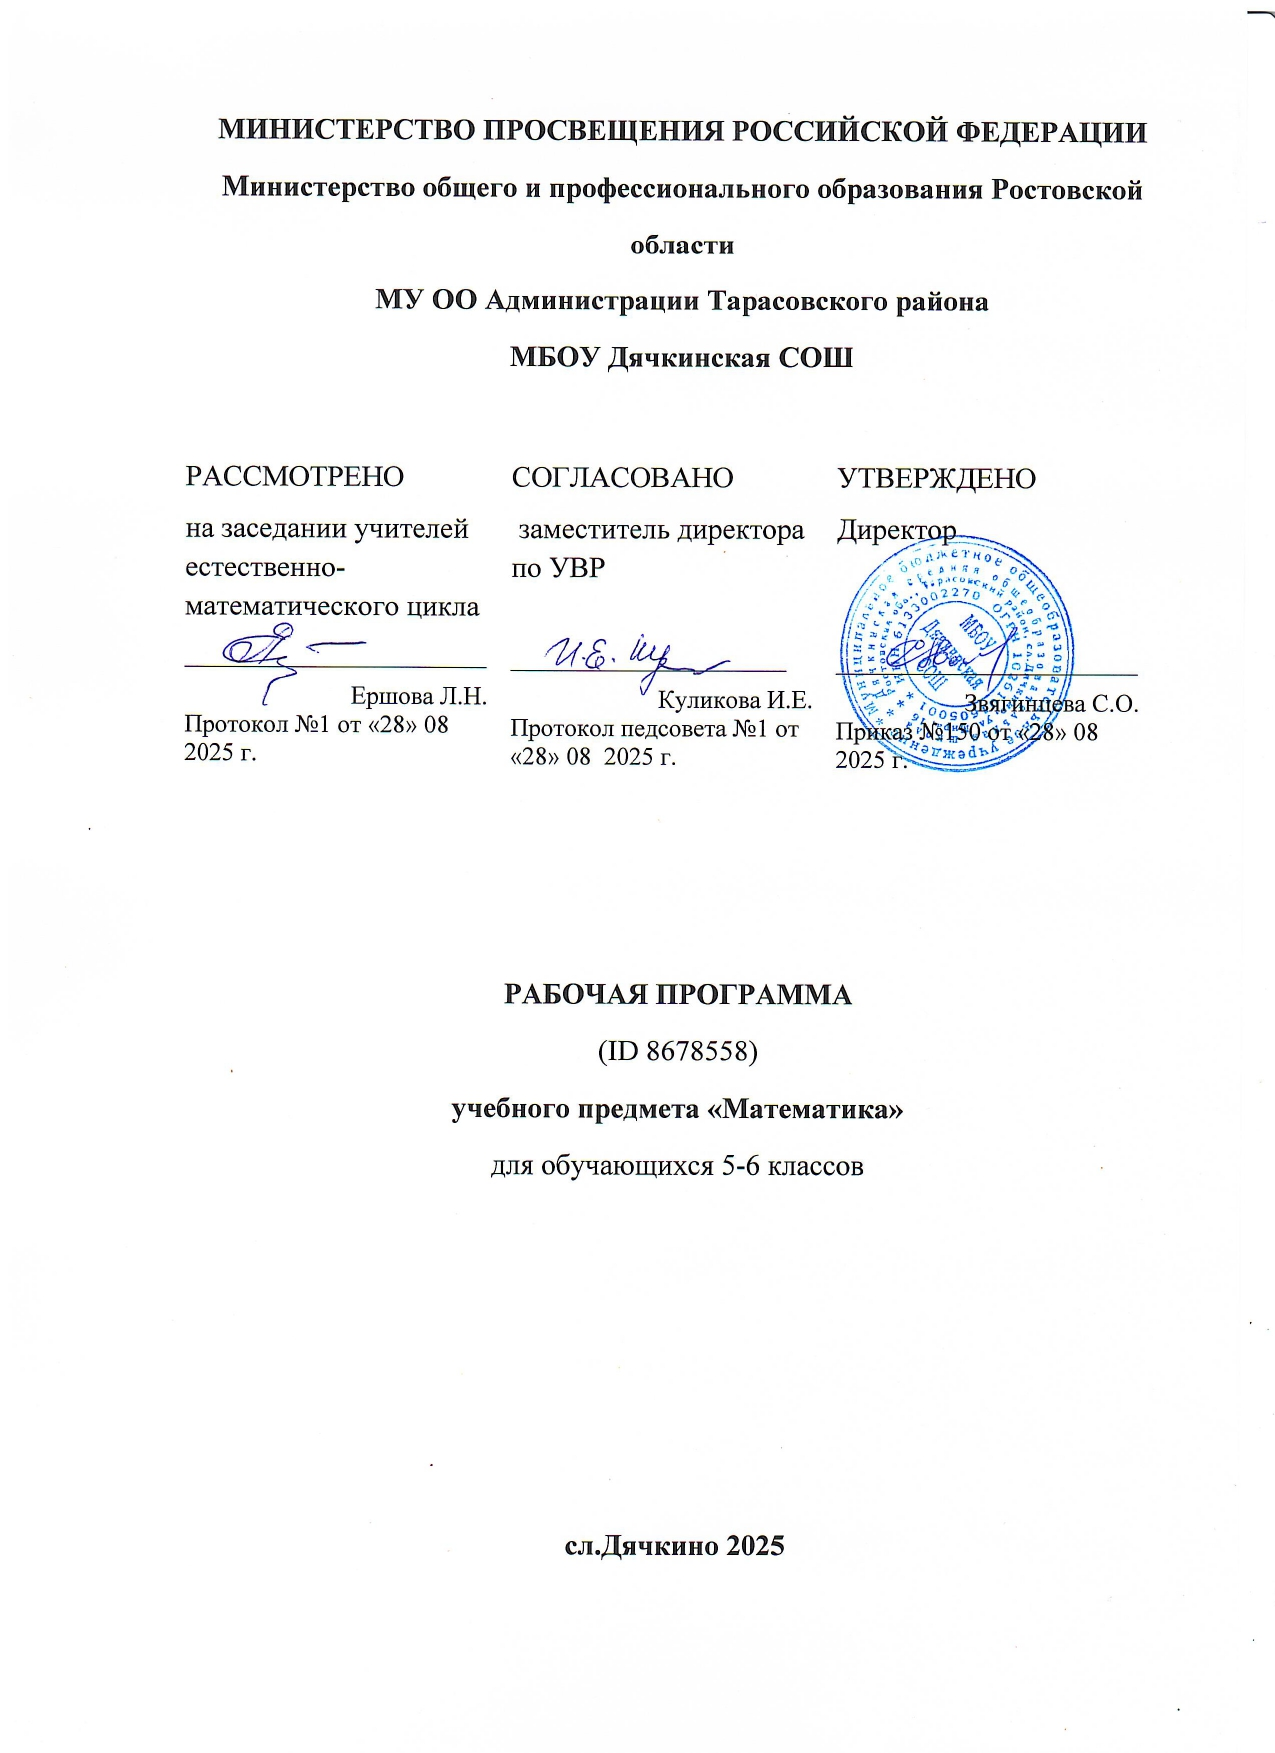 МИНИСТЕРСТВО ПРОСВЕЩЕНИЯ РОССИЙСКОЙ ФЕДЕРАЦИИ
Министерство общего и профессионального образования Ростовской
области
МУ ОО Администрации Тарасовского района
МБОУ Дячкинская СОШ
РАССМОТРЕНО
на заседании учителей
естественно-
математического цикла
Ершова Л.Н.
Протокол №1 от «28» 08
2025 г.
СОГЛАСОВАНО
заместитель директора
по УВР
И.Е.
Куликова И.Е.
Протокол педсовета №1 от
«28» 08 2025 г.
УТВЕРЖДЕНО
Директор
МБОУ
Дячкинская
СОШ
Звягинцева С.О.
Приказ №150 от «28» 08
2025 г.
РАБОЧАЯ ПРОГРАММА
(ID 8678558)
учебного предмета «Математика»
для обучающихся 5-6 классов
сл.Дячкино 2025